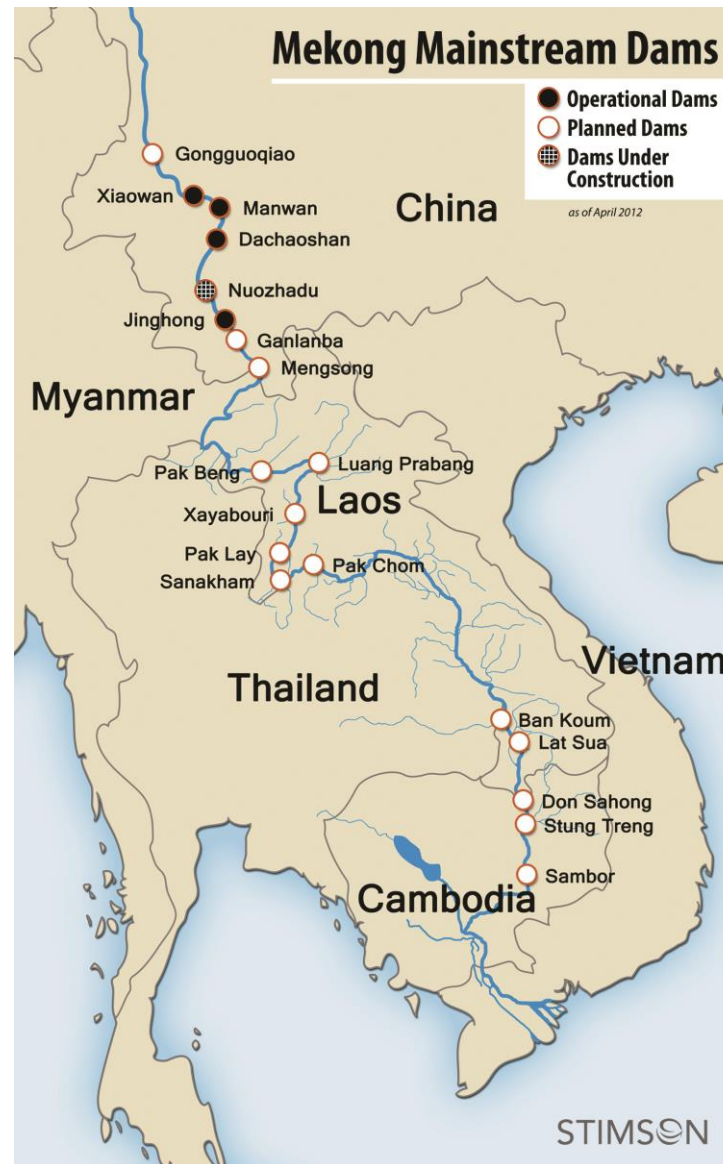 Mekong Mainstream Dams
Operational Dams
Planned Dams
Dams Under
Construction
as of April 2012
Gongguoqiao
Xiaowan
Manwan
China
Dachaoshan
Nuozhadu
Jinghong
Ganlanba
Mengsong
Myanmar
Luang Prabang
Pak Beng
Laos
Xayabouri
Pak Lay
Pak Chom
Sanakham
Vietnam
Thailand
Ban Koum
Lat Sua
Don Sahong
Stung Treng
Sambor
Cambodia
STIMSON